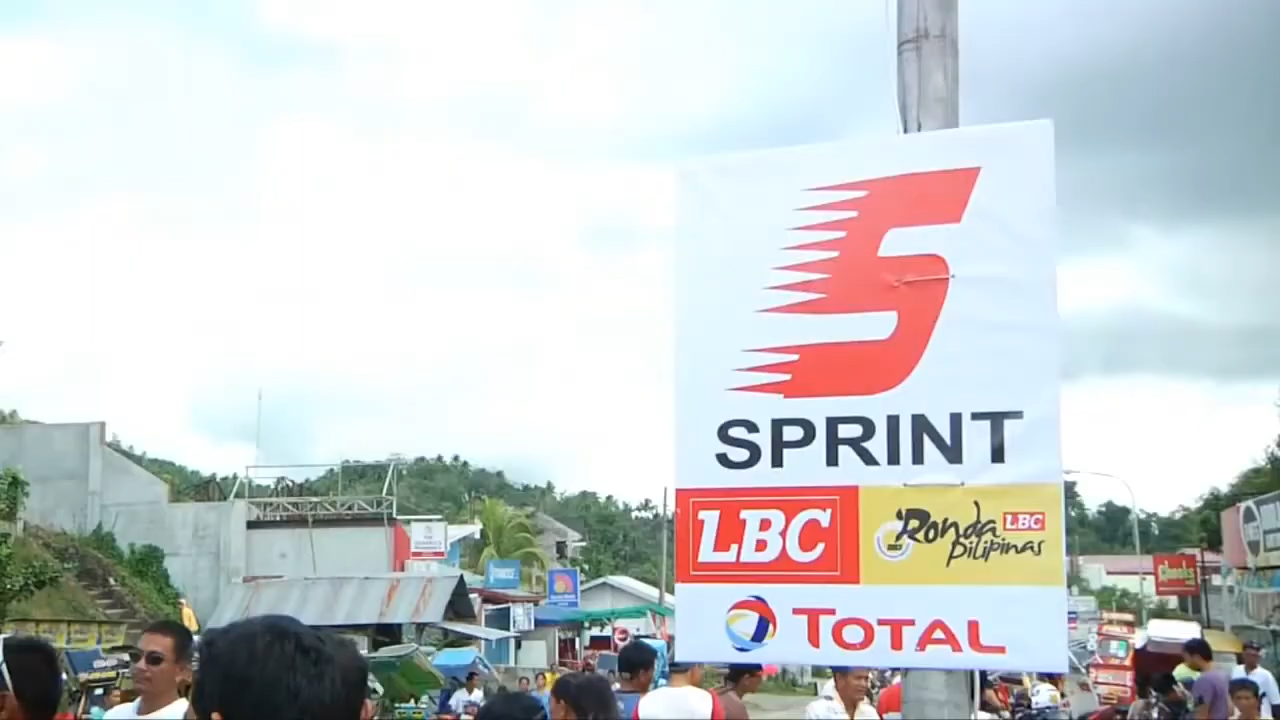 SPRINT
LBC
Ronda LBC
Pilipinas
TOTAL